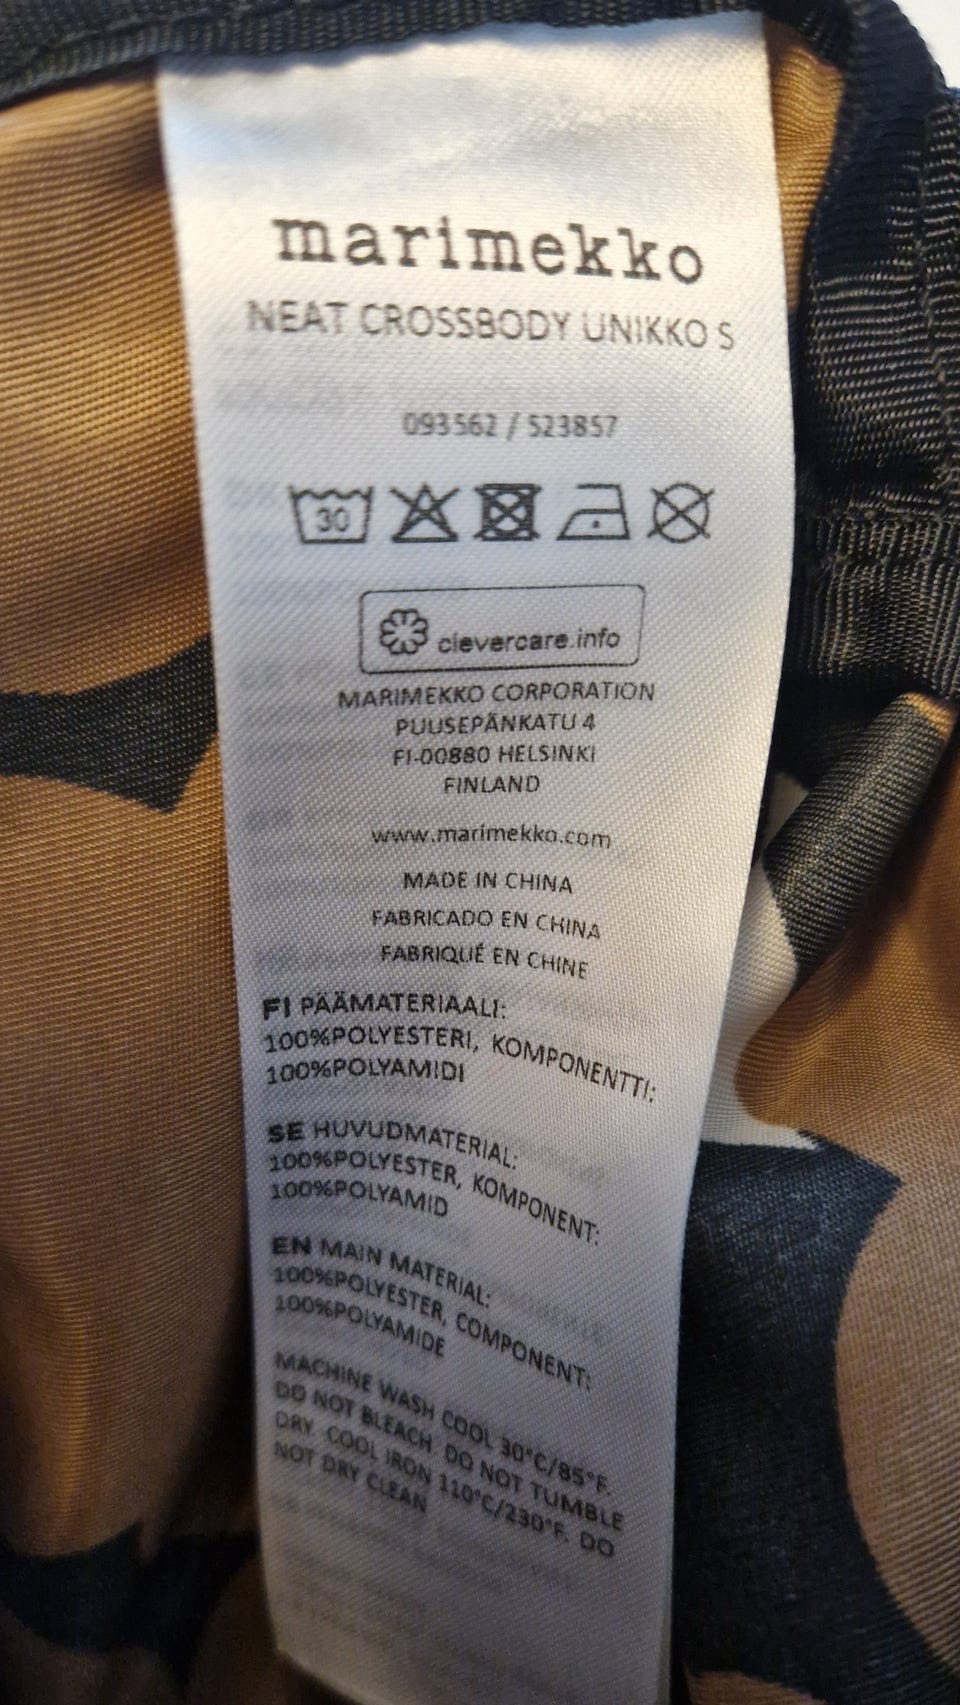 marimekko
NEAT CROSSBODY UNIKKO S
093562 / 523857
30
clevercare.info
MARIMEKKO CORPORATION
PUUSEPÄNKATU 4
FI-00880 HELSINKI
FINLAND
www.marimekko.com
MADE IN CHINA
FABRICADO EN CHINA
FABRIQUÉ EN CHINE
FI PÄÄMATERIAALI:
100%POLYESTERI, KOMPONENTTI:
100%POLYAMIDI
SE HUVUDMATERIAL:
100%POLYESTER, KOMPONENT:
100%POLYAMID
EN MAIN MATERIAL:
100%POLYESTER, COMPONENT:
100%POLYAMIDE
MACHINE WASH COOL 30°C/85°F.
DO NOT BLEACH. DO NOT TUMBLE
DRY. COOL IRON 110°C/230°F. DO
NOT DRY CLEAN